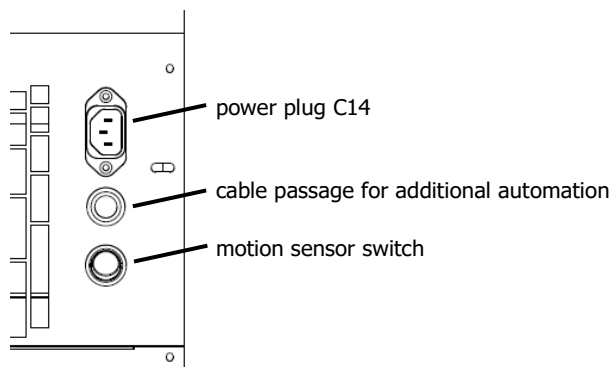 power plug C14
cable passage for additional automation
motion sensor switch